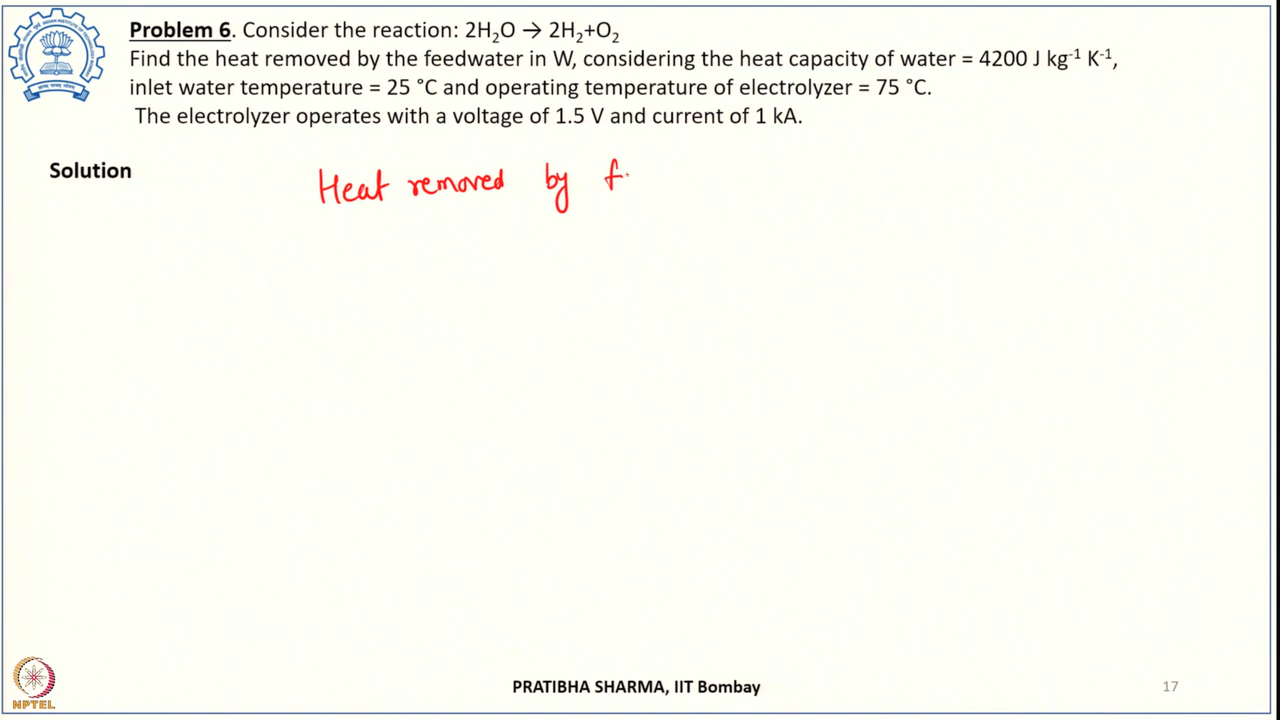 Problem 6. Consider the reaction: 2H₂O → 2H₂+O₂
Find the heat removed by the feedwater in W, considering the heat capacity of water = 4200 J kg⁻¹ K⁻¹,
inlet water temperature = 25 °C and operating temperature of electrolyzer = 75 °C.
The electrolyzer operates with a voltage of 1.5 V and current of 1 kA.
Solution
Heat removed by f
NPTEL
PRATIBHA SHARMA, IIT Bombay
17